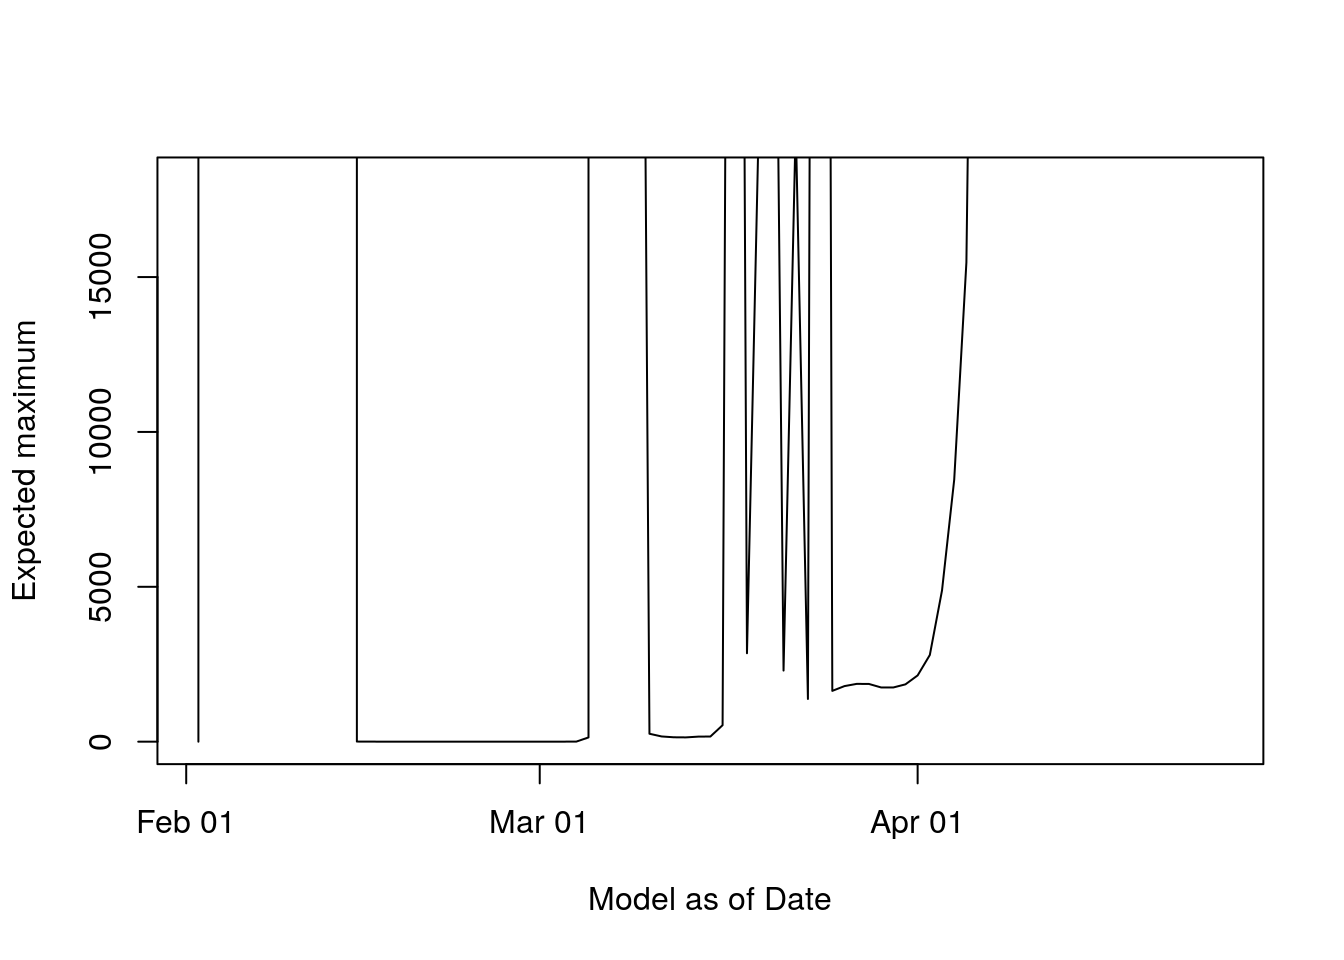 Expected maximum
15000
10000
5000
0
Feb 01
Mar 01
Apr 01
Model as of Date